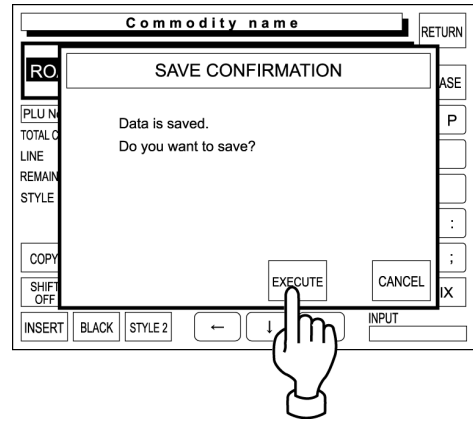 Commodity name
RETURN
RO
SAVE CONFIRMATION
ASE
PLU N
P
TOTAL C
Data is saved.
LINE
Do you want to save?
REMAIN
STYLE
:
COPY
;
EXECUTE
CANCEL
SHIFT
OFF
IX
INSERT
BLACK
STYLE 2
←
↓
INPUT